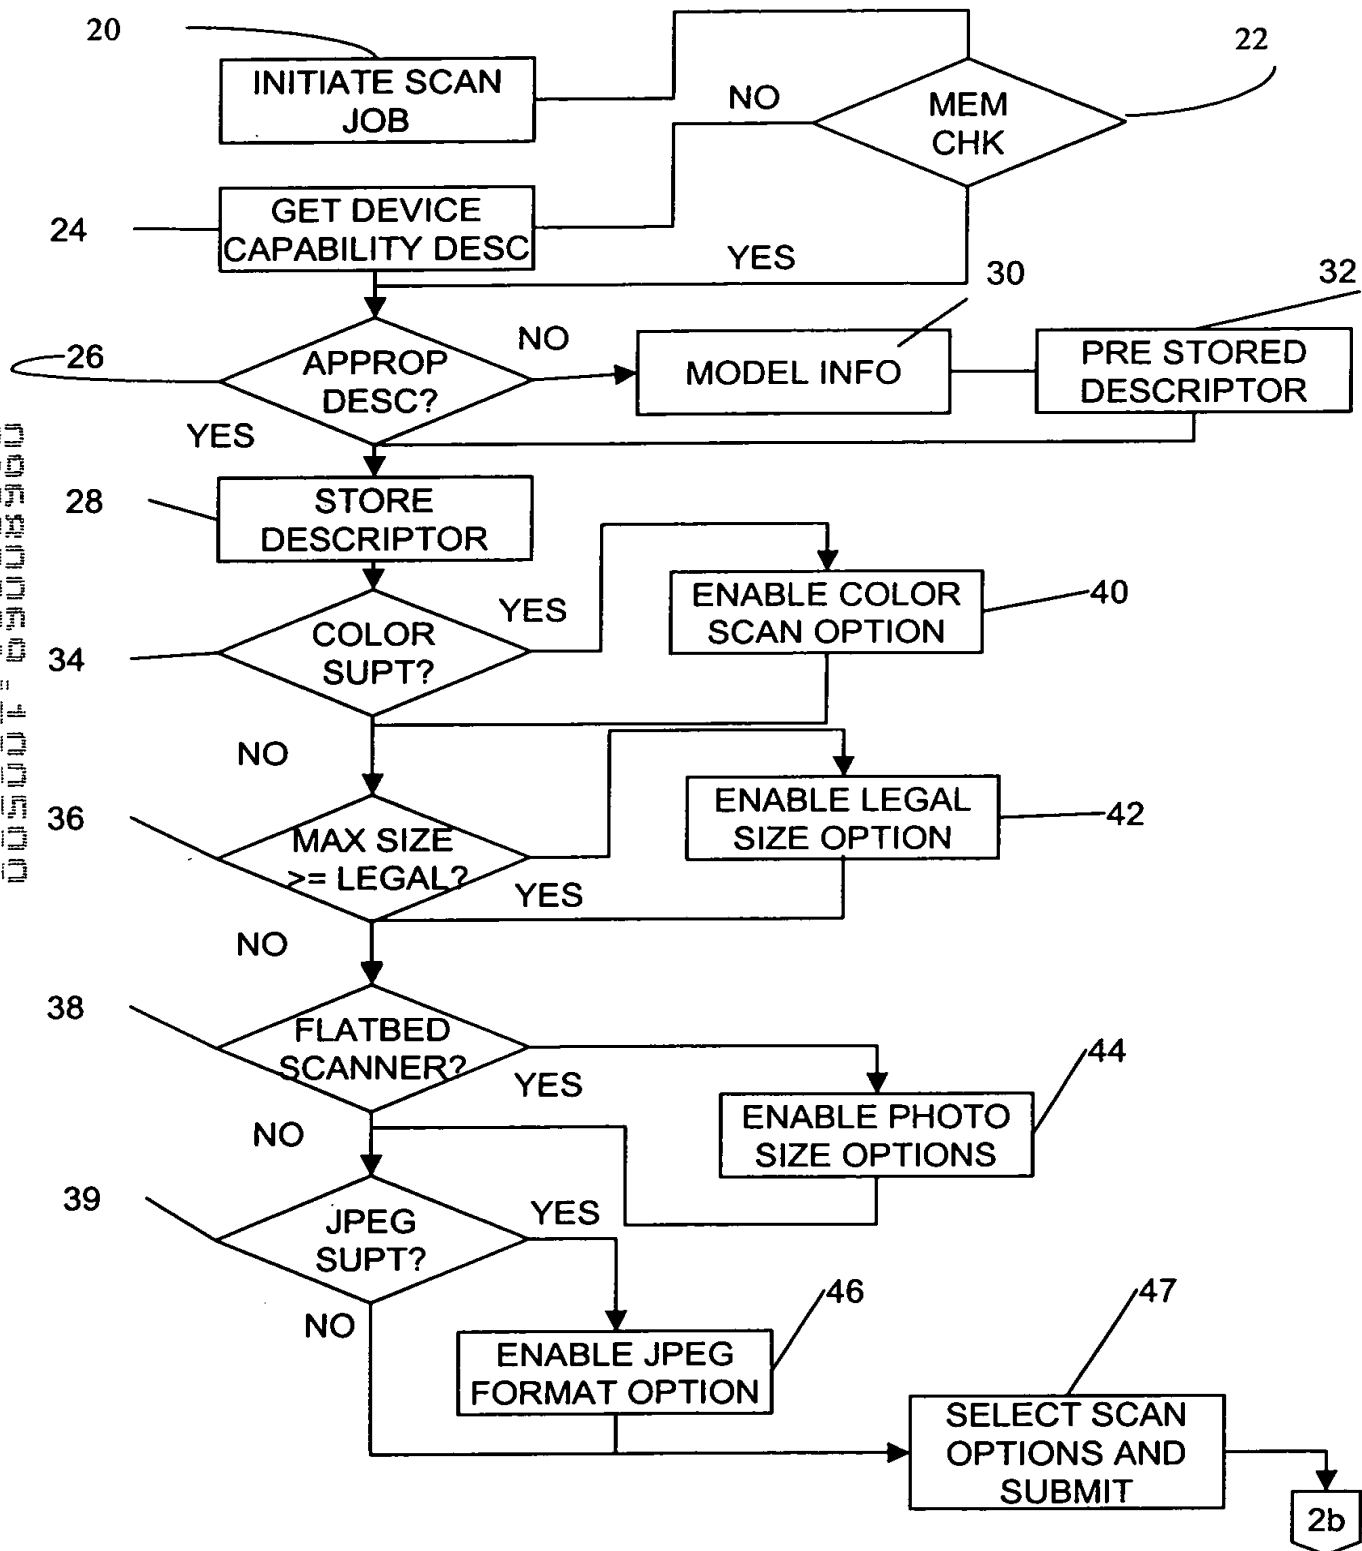 20
22
INITIATE SCAN
JOB
NO
MEM
CHK
24
GET DEVICE
CAPABILITY DESC
YES
30
32
26
APPROP
DESC?
NO
MODEL INFO
PRE STORED
DESCRIPTOR
YES
28
STORE
DESCRIPTOR
YES
ENABLE COLOR
SCAN OPTION
40
34
COLOR
SUPT?
NO
36
MAX SIZE
>= LEGAL?
YES
ENABLE LEGAL
SIZE OPTION
42
NO
38
FLATBED
SCANNER?
YES
44
ENABLE PHOTO
SIZE OPTIONS
NO
39
JPEG
SUPT?
YES
NO
46
47
ENABLE JPEG
FORMAT OPTION
SELECT SCAN
OPTIONS AND
SUBMIT
2b